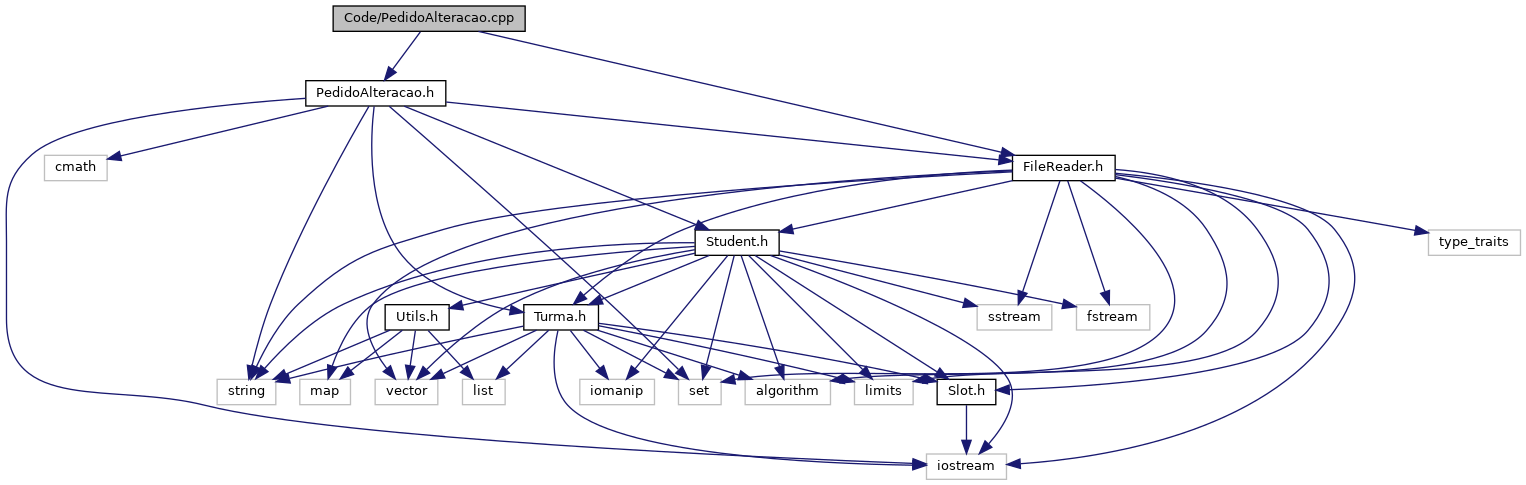 Code/PedidoAlteracao.cpp
PedidoAlteracao.h
cmath
FileReader.h
Student.h
type_traits
Utils.h
Turma.h
sstream
fstream
string
map
vector
list
iomanip
set
algorithm
limits
Slot.h
iostream